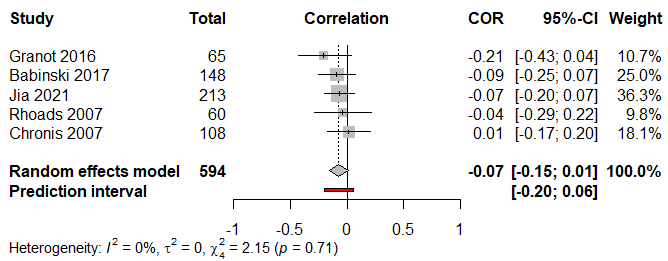 Study Total Correlation COR 95%-CI Weight
Granot 2016 65 -0.21 [-0.43; 0.04] 10.7%
Babinski 2017 148 -0.09 [-0.25; 0.07] 25.0%
Jia 2021 213 -0.07 [-0.20; 0.07] 36.3%
Rhoads 2007 60 -0.04 [-0.29; 0.22] 9.8%
Chronis 2007 108 0.01 [-0.17; 0.20] 18.1%
Random effects model 594 -0.07 [-0.15; 0.01] 100.0%
Prediction interval [-0.20; 0.06]
-1 -0.5 0 0.5 1
Heterogeneity: I² = 0%, τ² = 0, χ²₄ = 2.15 (p = 0.71)